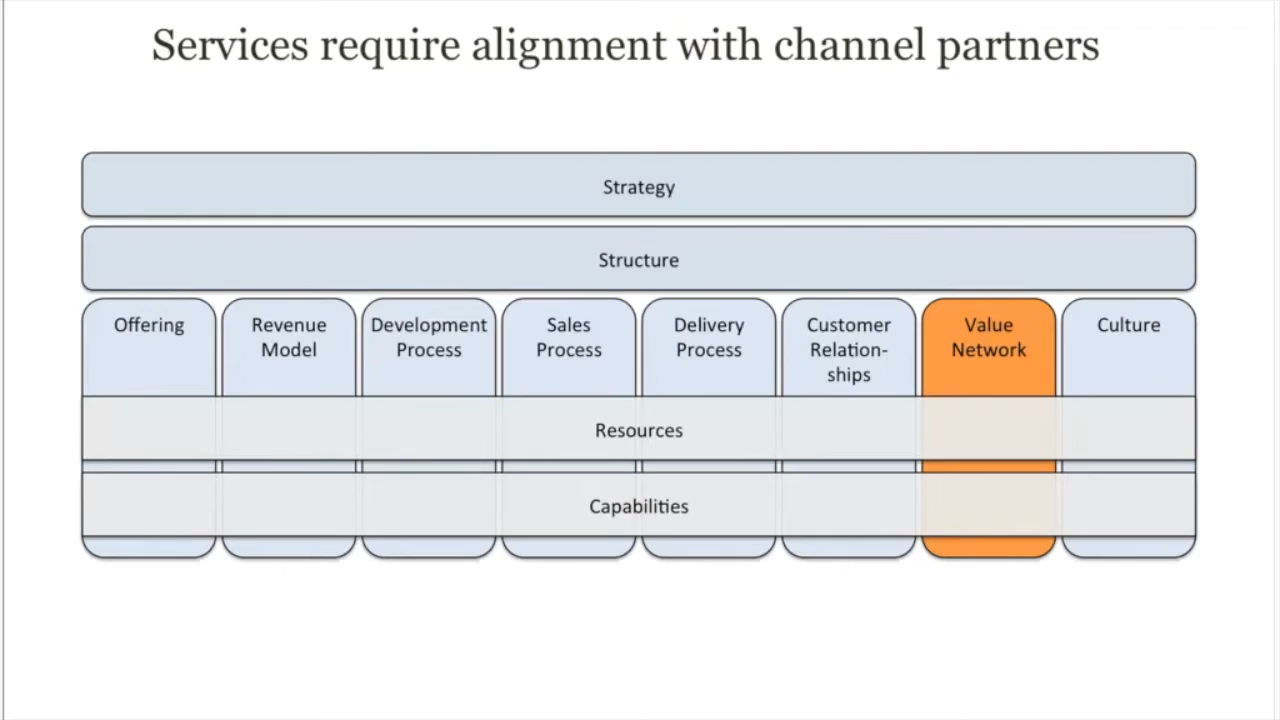 Services require alignment with channel partners
Strategy
Structure
Offering
Revenue
Model
Development
Process
Sales
Process
Delivery
Process
Customer
Relation-
ships
Value
Network
Culture
Resources
Capabilities